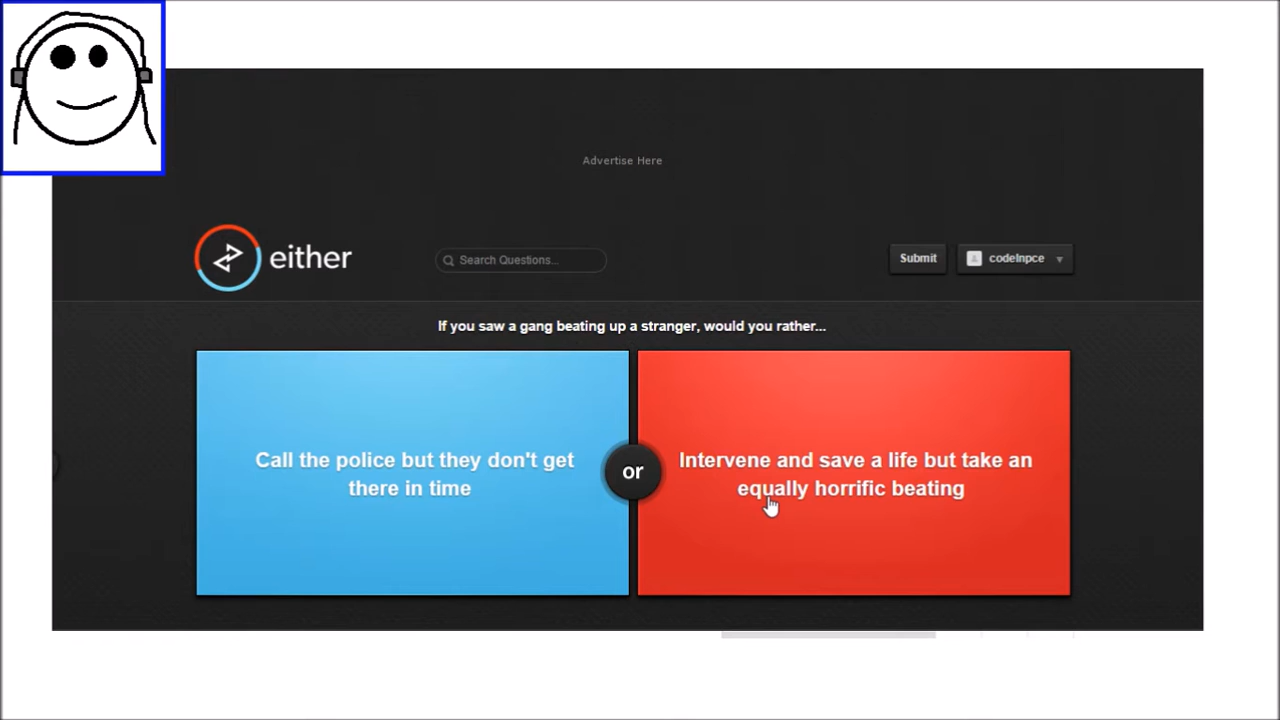 Advertise Here
either
Search Questions...
Submit
codelnpce
If you saw a gang beating up a stranger, would you rather...
Call the police but they don't get
there in time
or
Intervene and save a life but take an
equally horrific beating